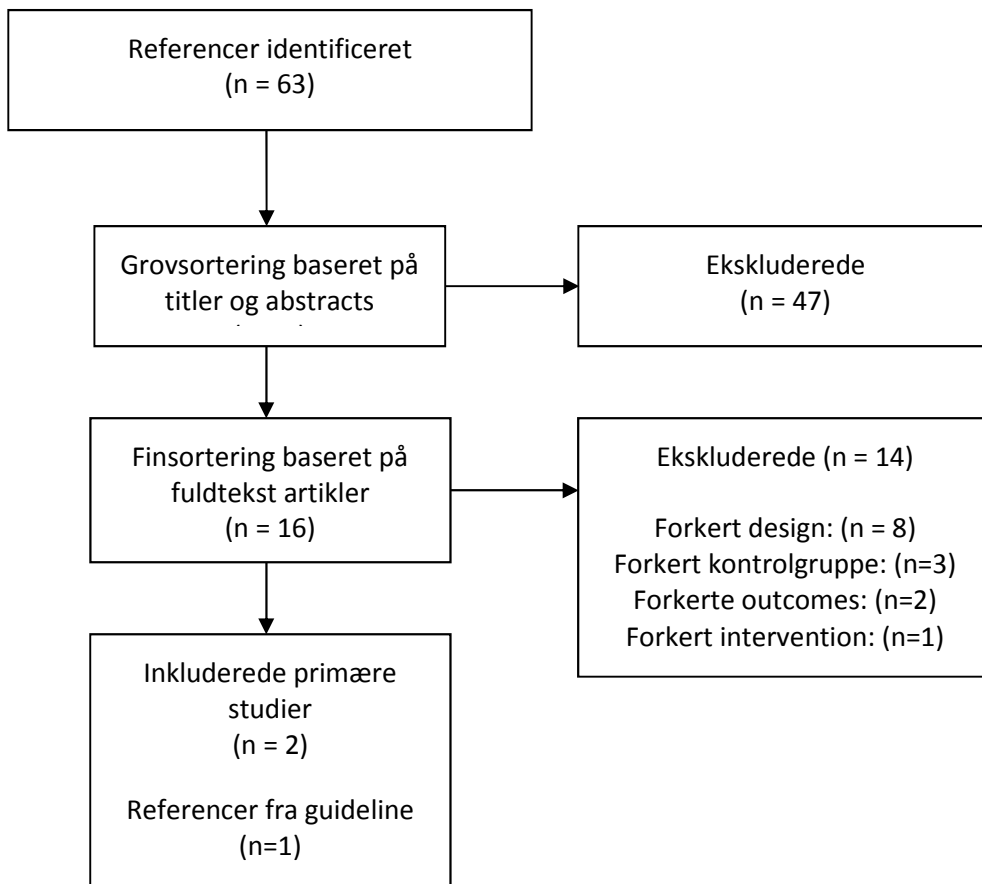 Referencer identificeret
(n = 63)
Grovsortering baseret på
titler og abstracts
Ekskluderede
(n = 47)
Finsortering baseret på
fuldtekst artikler
(n = 16)
Ekskluderede (n = 14)
Forkert design: (n = 8)
Forkert kontrolgruppe: (n=3)
Forkerte outcomes: (n=2)
Forkert intervention: (n=1)
Inkluderede primære
studier
(n = 2)
Referencer fra guideline
(n=1)